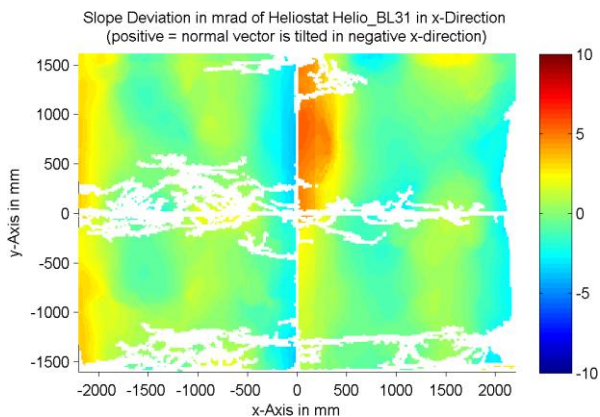 Slope Deviation in mrad of Heliostat Helio_BL31 in x-Direction
(positive = normal vector is tilted in negative x-direction)
1500
1000
500
0
-500
-1000
-1500
y-Axis in mm
-2000 -1500 -1000 -500 0 500 1000 1500 2000
x-Axis in mm
10
5
0
-5
-10